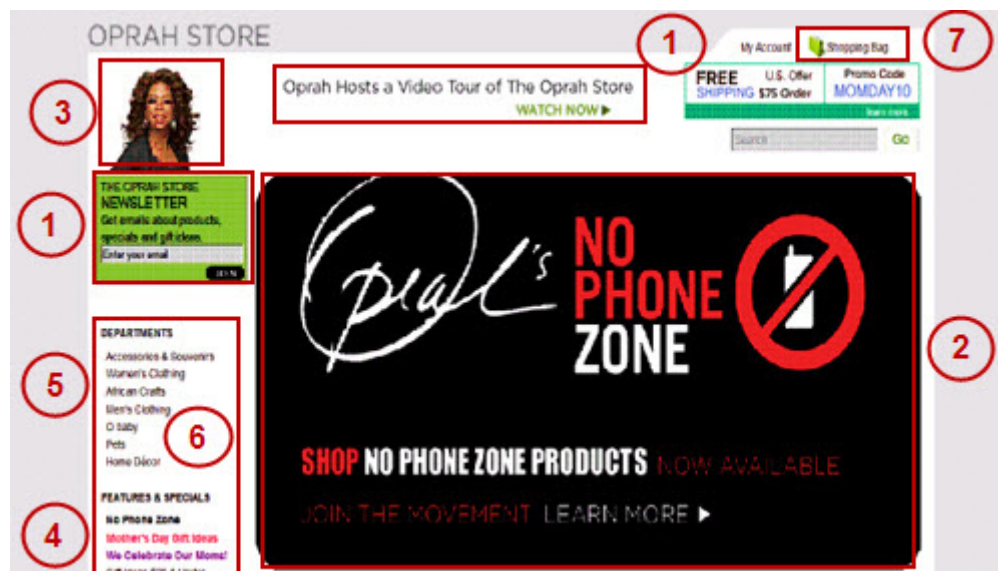 OPRAH STORE
1
My Account
Shopping Bag
7
3
Oprah Hosts a Video Tour of The Oprah Store
WATCH NOW
FREE U.S. Offer
SHIPPING $75 Order
Promo Code
MOMDAY10
learn more
Search
Go
1
THE OPRAH STORE
NEWSLETTER
Get emails about products,
specials and gift ideas.
Enter your email
JOIN
Oprah's
NO
PHONE
ZONE
2
DEPARTMENTS
5
Accessories & Souvenirs
Women's Clothing
African Crafts
Men's Clothing
O baby
6
Pets
Home Décor
SHOP NO PHONE ZONE PRODUCTS NOW AVAILABLE
JOIN THE MOVEMENT LEARN MORE
FEATURES & SPECIALS
4
No Phone Zone
Mother's Day Gift Ideas
We Celebrate Our Moms!